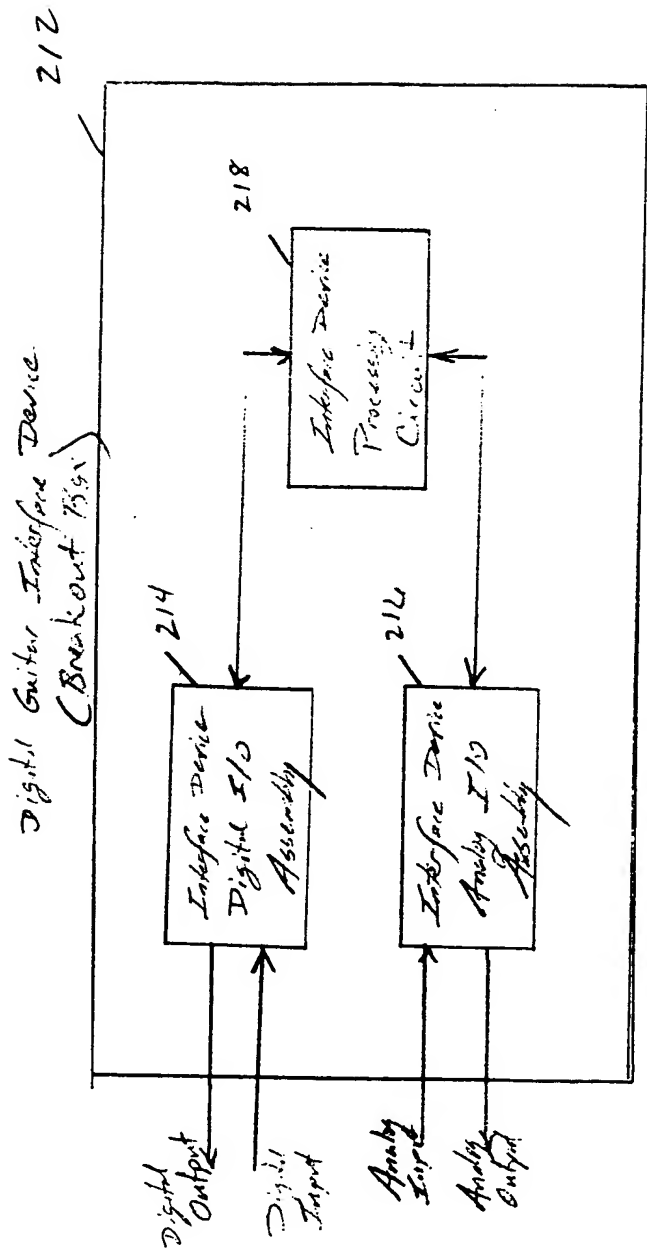 Digital Guitar Interface Device
(Breakout Box)
212
214
Interface Device
Digital I/O
Assembly
218
Interface Device
Processing
Circuit
216
Interface Device
Analog I/O
Assembly
Digital
Output
Digital
Input
Analog
Input
Analog
Output